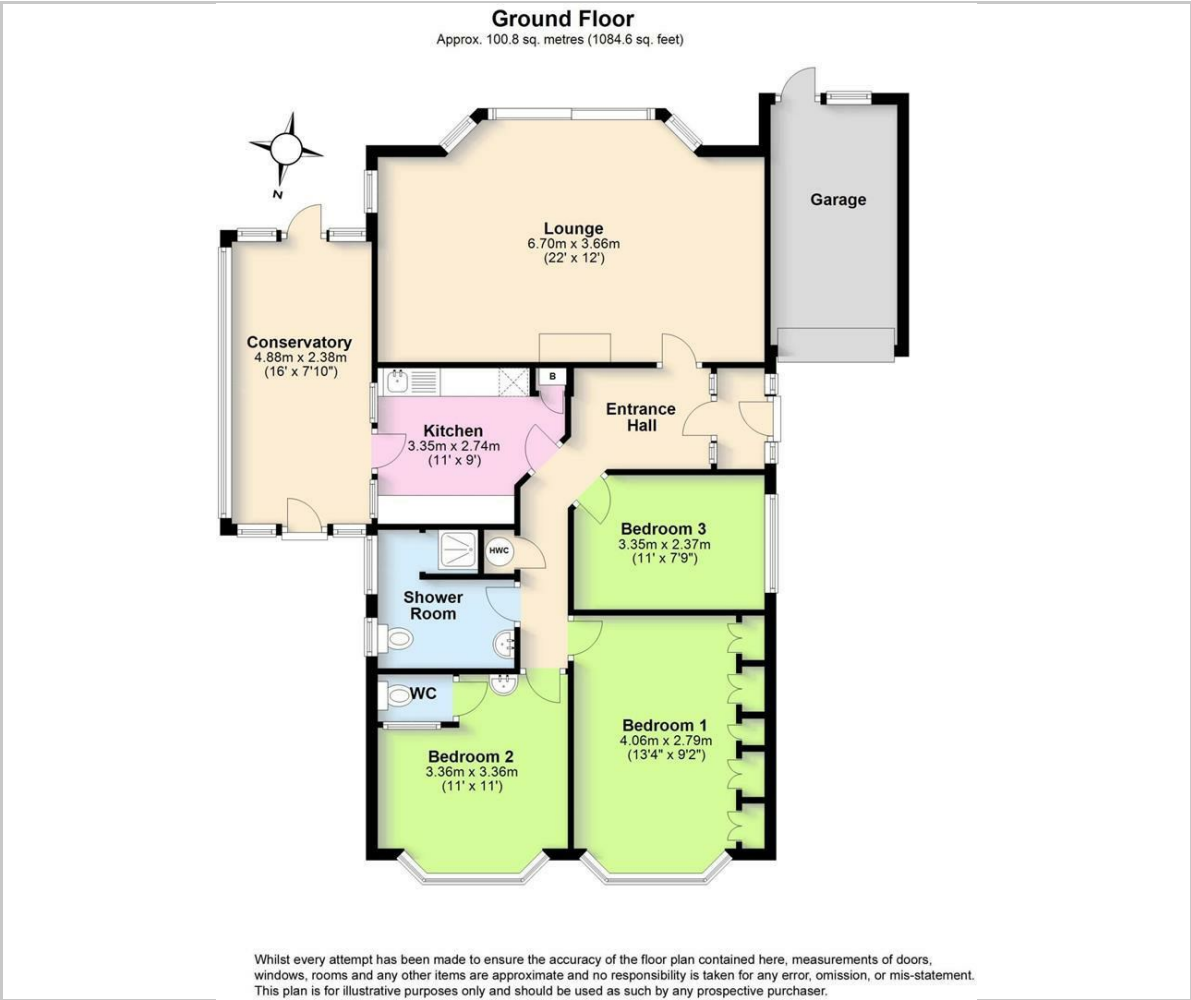 Ground Floor
Approx. 100.8 sq. metres (1084.6 sq. feet)
N
Garage
Lounge
6.70m x 3.66m
(22' x 12')
Conservatory
4.88m x 2.38m
(16' x 7'10")
B
Entrance
Hall
Kitchen
3.35m x 2.74m
(11' x 9')
Bedroom 3
3.35m x 2.37m
(11' x 7'9")
HWC
Shower
Room
WC
Bedroom 1
4.06m x 2.79m
(13'4" x 9'2")
Bedroom 2
3.36m x 3.36m
(11' x 11')
Whilst every attempt has been made to ensure the accuracy of the floor plan contained here, measurements of doors,
windows, rooms and any other items are approximate and no responsibility is taken for any error, omission, or mis-statement.
This plan is for illustrative purposes only and should be used as such by any prospective purchaser.